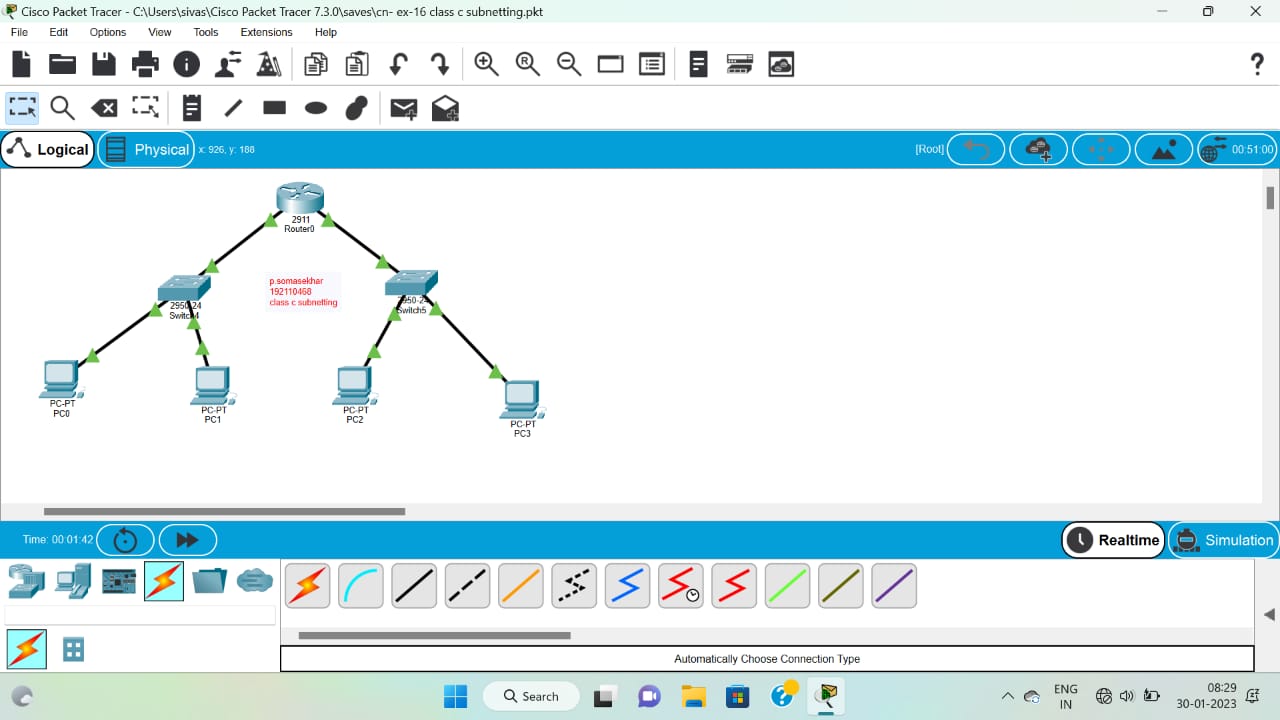 Cisco Packet Tracer - C:\Users\sivas\Cisco Packet Tracer 7.3.0\saves\cn- ex-16 class c subnetting.pkt
File Edit Options View Tools Extensions Help
Logical Physical x: 926, y: 188 [Root] 00:51:00
2911
Router0
p.somasekhar
192110468
class c subnetting
2950-24
Switch4
2950-24
Switch5
PC-PT
PC0
PC-PT
PC1
PC-PT
PC2
PC-PT
PC3
Time: 00:01:42 Realtime Simulation
Automatically Choose Connection Type
Search
ENG
IN
08:29
30-01-2023